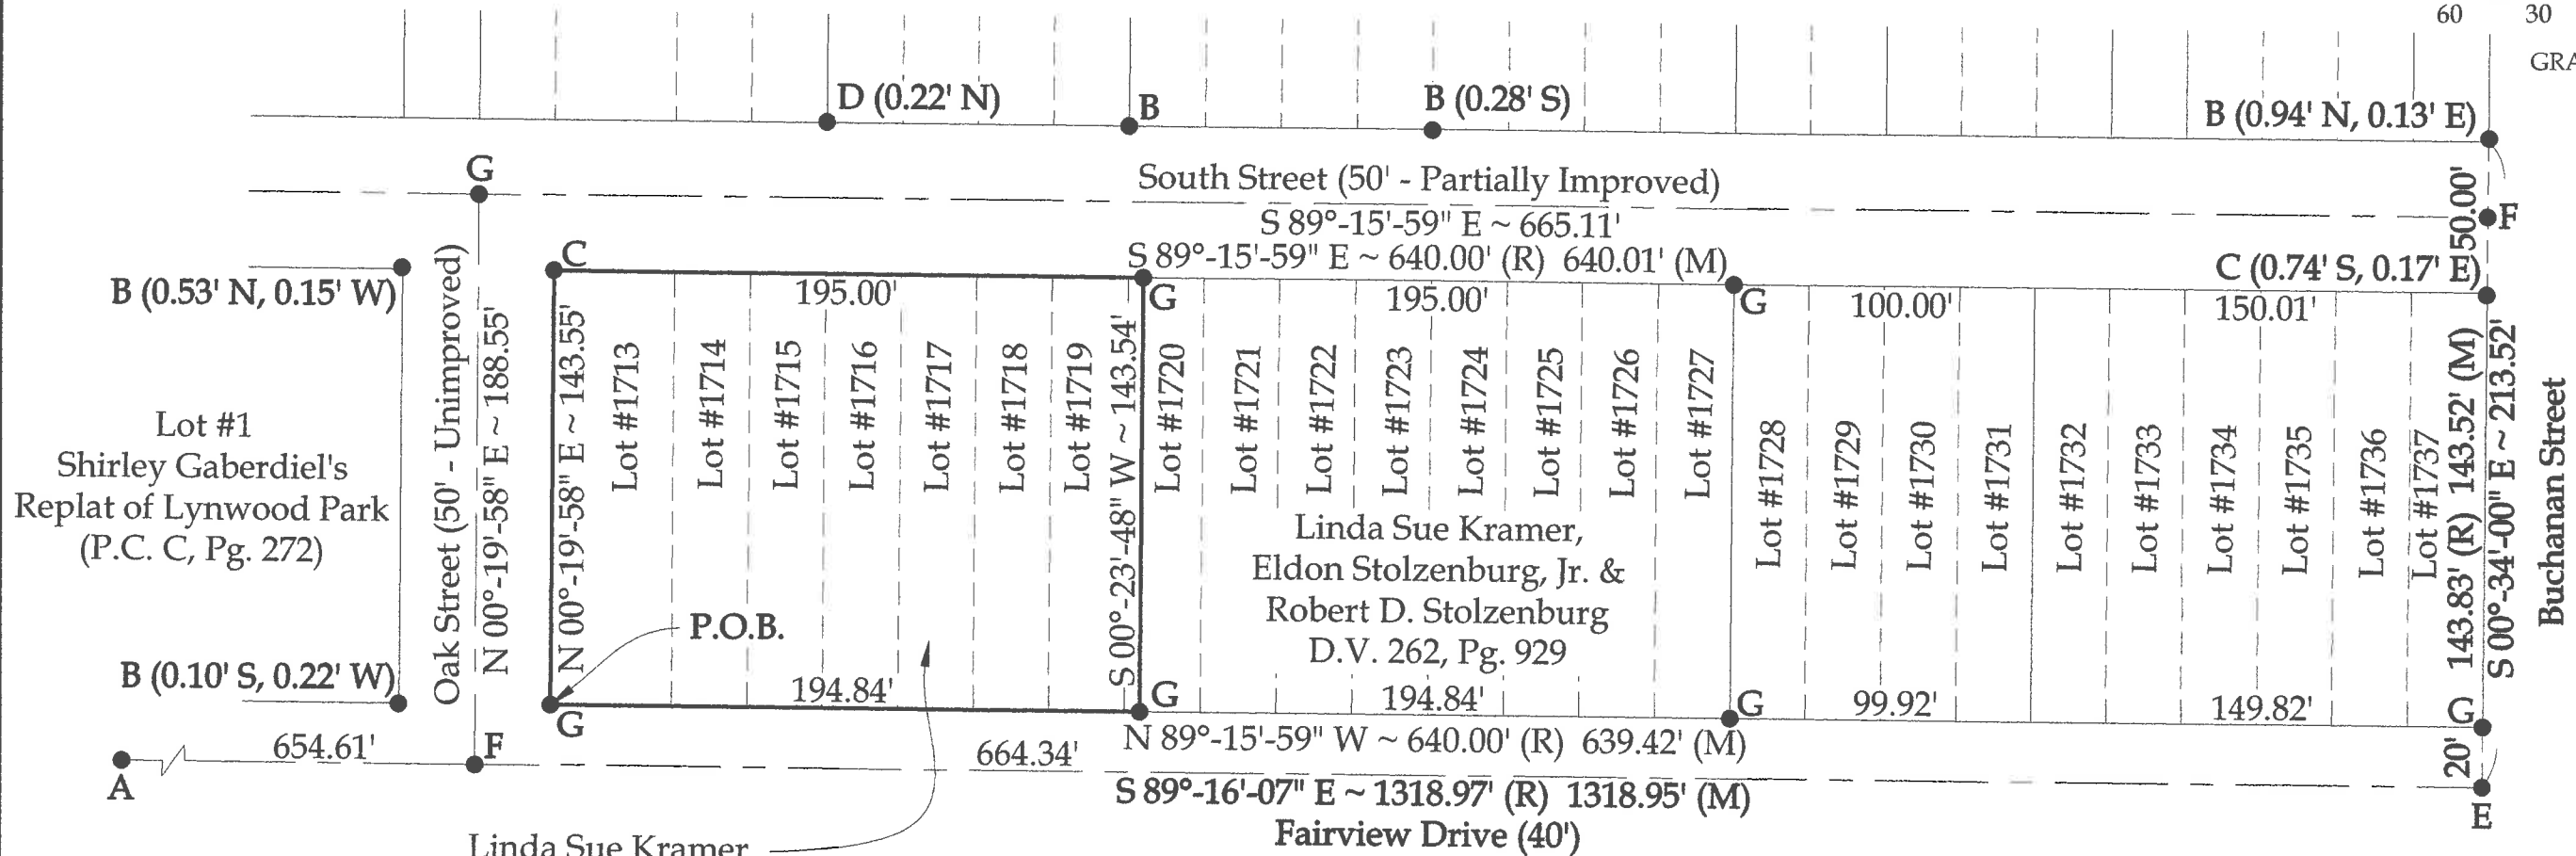 60 30
GRA
D (0.22' N)
B
B (0.28' S)
B (0.94' N, 0.13' E)
G
South Street (50' - Partially Improved)
S 89°-15'-59" E ~ 665.11'
50.00'
F
C
S 89°-15'-59" E ~ 640.00' (R) 640.01' (M)
C (0.74' S, 0.17' E)
B (0.53' N, 0.15' W)
195.00'
G
195.00'
G
100.00'
150.01'
Oak Street (50' - Unimproved)
N 00°-19'-58" E ~ 188.55'
N 00°-19'-58" E ~ 143.55'
Lot #1713
Lot #1714
Lot #1715
Lot #1716
Lot #1717
Lot #1718
Lot #1719
S 00°-23'-48" W ~ 143.54'
Lot #1720
Lot #1721
Lot #1722
Lot #1723
Lot #1724
Lot #1725
Lot #1726
Lot #1727
Lot #1728
Lot #1729
Lot #1730
Lot #1731
Lot #1732
Lot #1733
Lot #1734
Lot #1735
Lot #1736
Lot #1737
143.83' (R) 143.52' (M)
S 00°-34'-00" E ~ 213.52'
Buchanan Street
Lot #1
Shirley Gaberdiel's
Replat of Lynwood Park
(P.C. C, Pg. 272)
Linda Sue Kramer,
Eldon Stolzenburg, Jr. &
Robert D. Stolzenburg
D.V. 262, Pg. 929
P.O.B.
B (0.10' S, 0.22' W)
194.84'
G
194.84'
G
99.92'
149.82'
G
G
654.61'
F
664.34'
N 89°-15'-59" W ~ 640.00' (R) 639.42' (M)
20'
A
S 89°-16'-07" E ~ 1318.97' (R) 1318.95' (M)
E
Fairview Drive (40')
Linda Sue Kramer